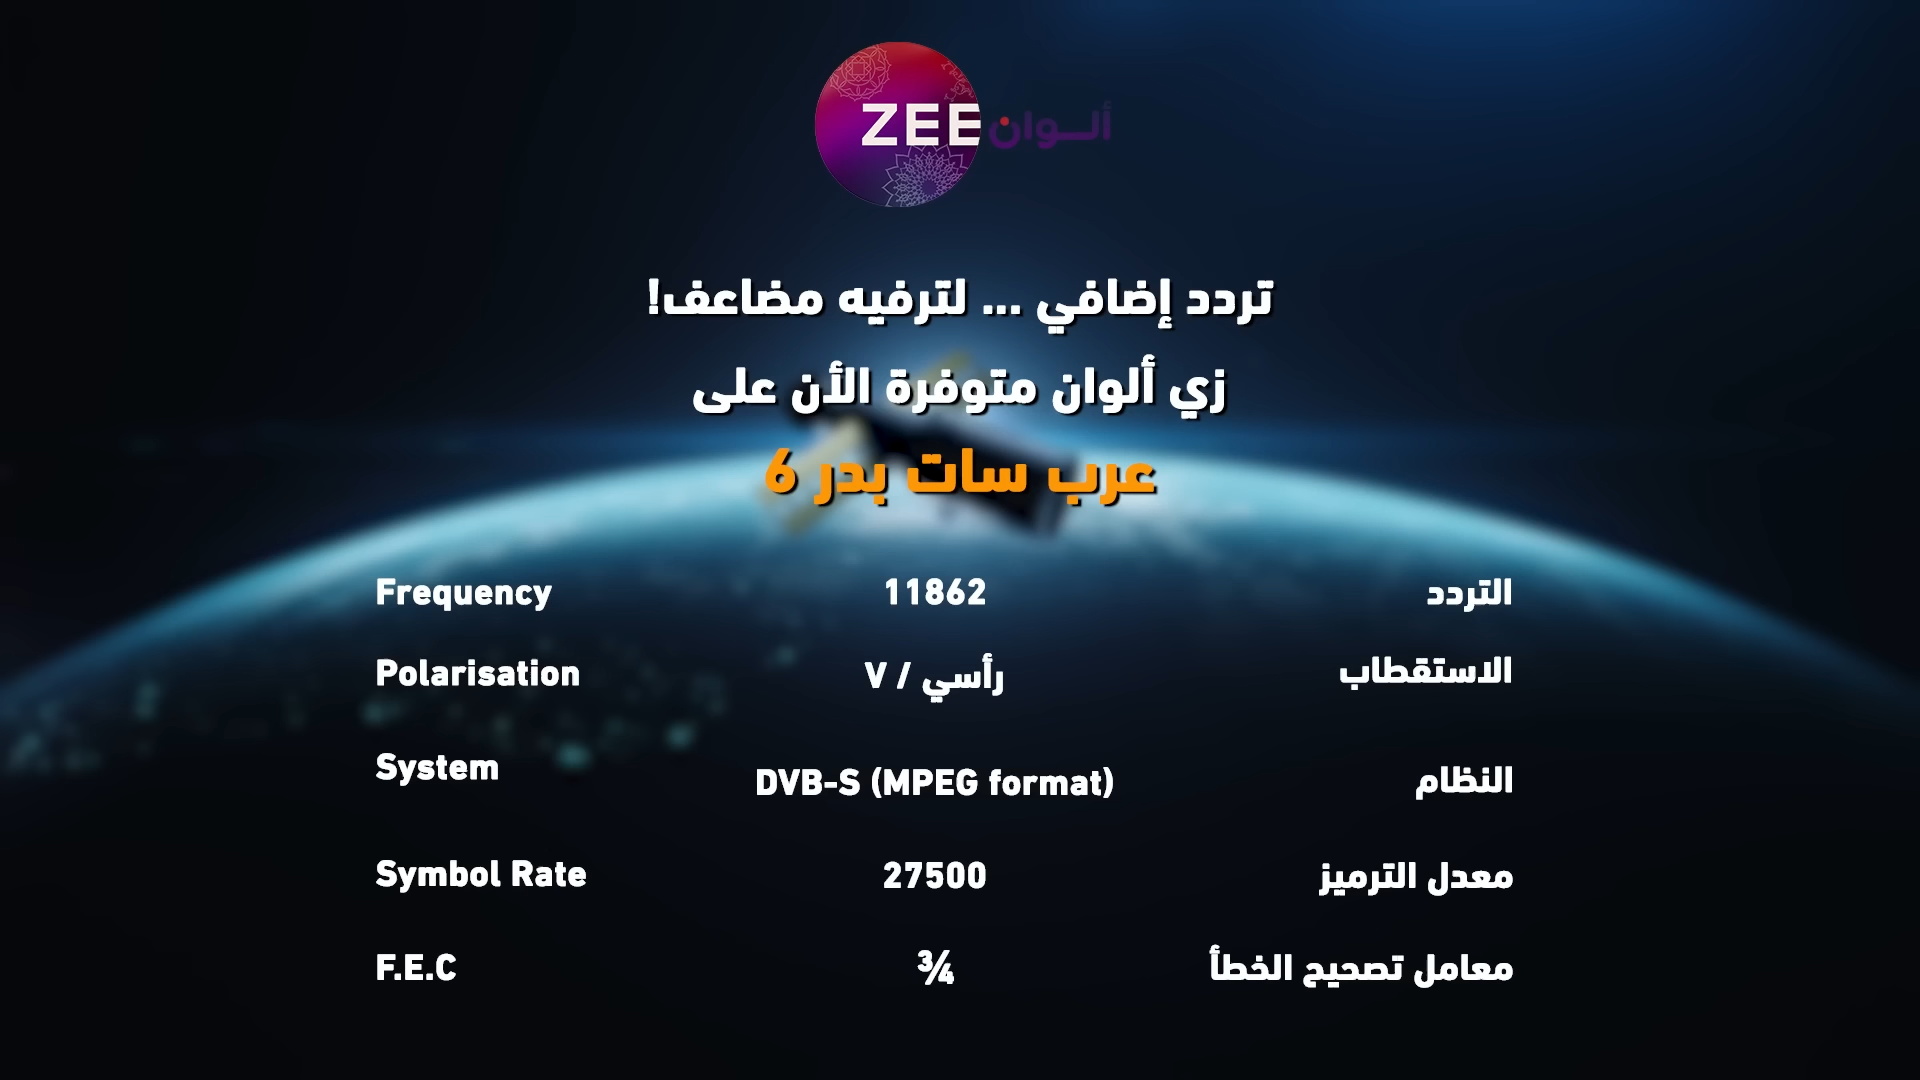 ZEE ألـوان
تردد إضافي ... لترفيه مضاعف!
زي ألوان متوفرة الأن على
عرب سات بدر 6
Frequency 11862 التردد
Polarisation رأسي / V الاستقطاب
System DVB-S (MPEG format) النظام
Symbol Rate 27500 معدل الترميز
F.E.C ¾ معامل تصحيح الخطأ